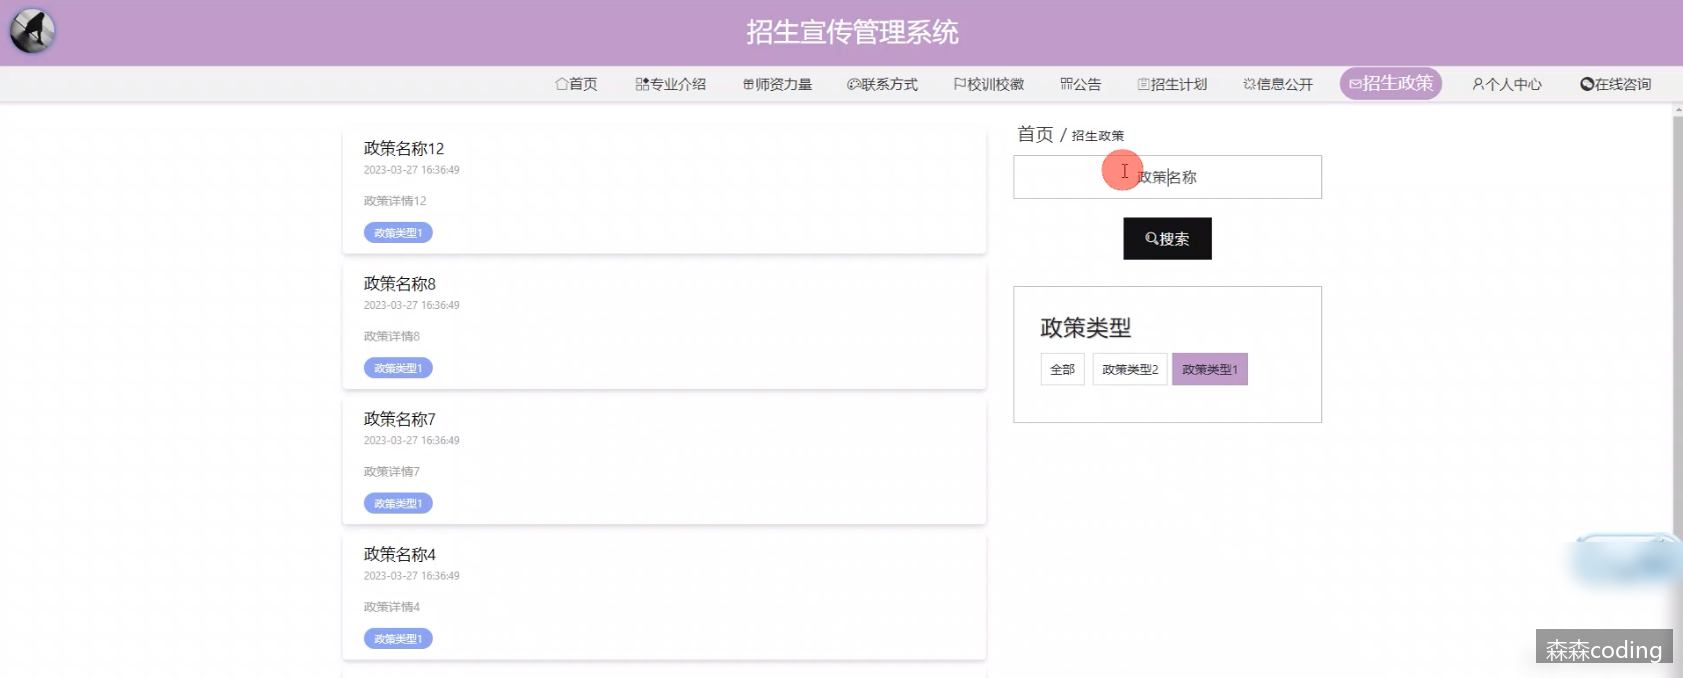 招生宣传管理系统
首页 专业介绍 师资力量 联系方式 校训校徽 公告 招生计划 信息公开 招生政策 个人中心 在线咨询
政策名称12
2023-03-27 16:36:49
政策详情12
政策类型1
政策名称8
2023-03-27 16:36:49
政策详情8
政策类型1
政策名称7
2023-03-27 16:36:49
政策详情7
政策类型1
政策名称4
2023-03-27 16:36:49
政策详情4
政策类型1
首页 / 招生政策
政策名称
搜索
政策类型
全部 政策类型2 政策类型1
森森coding